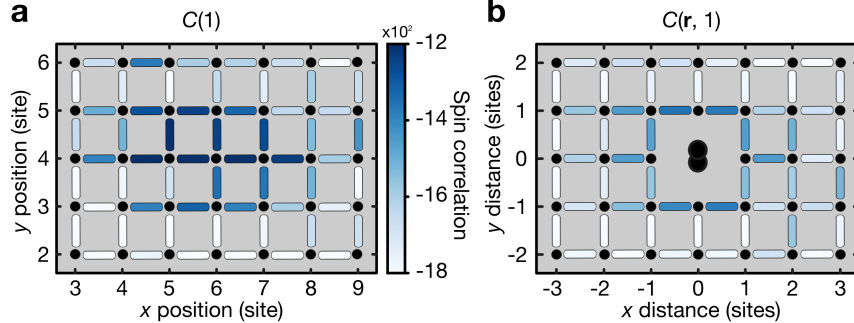 a
C(1)
6
5
4
3
2
y position (site)
3 4 5 6 7 8 9
x position (site)
x10²
-12
-14
-16
-18
Spin correlation
b
C(r, 1)
2
1
0
-1
-2
y distance (sites)
-3 -2 -1 0 1 2 3
x distance (sites)